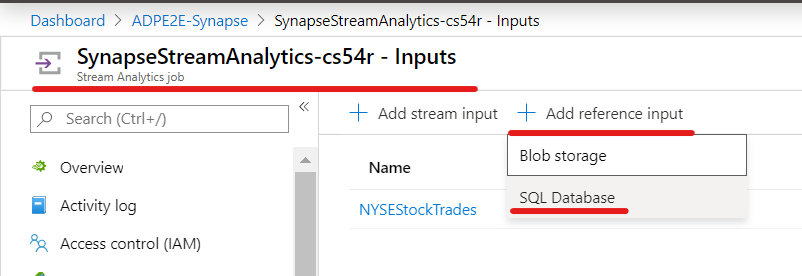 Dashboard > ADPE2E-Synapse > SynapseStreamAnalytics-cs54r - Inputs
SynapseStreamAnalytics-cs54r - Inputs
Stream Analytics job
Search (Ctrl+/)
«
Overview
Activity log
Access control (IAM)
+ Add stream input + Add reference input
Blob storage
SQL Database
Name
NYSEStockTrades